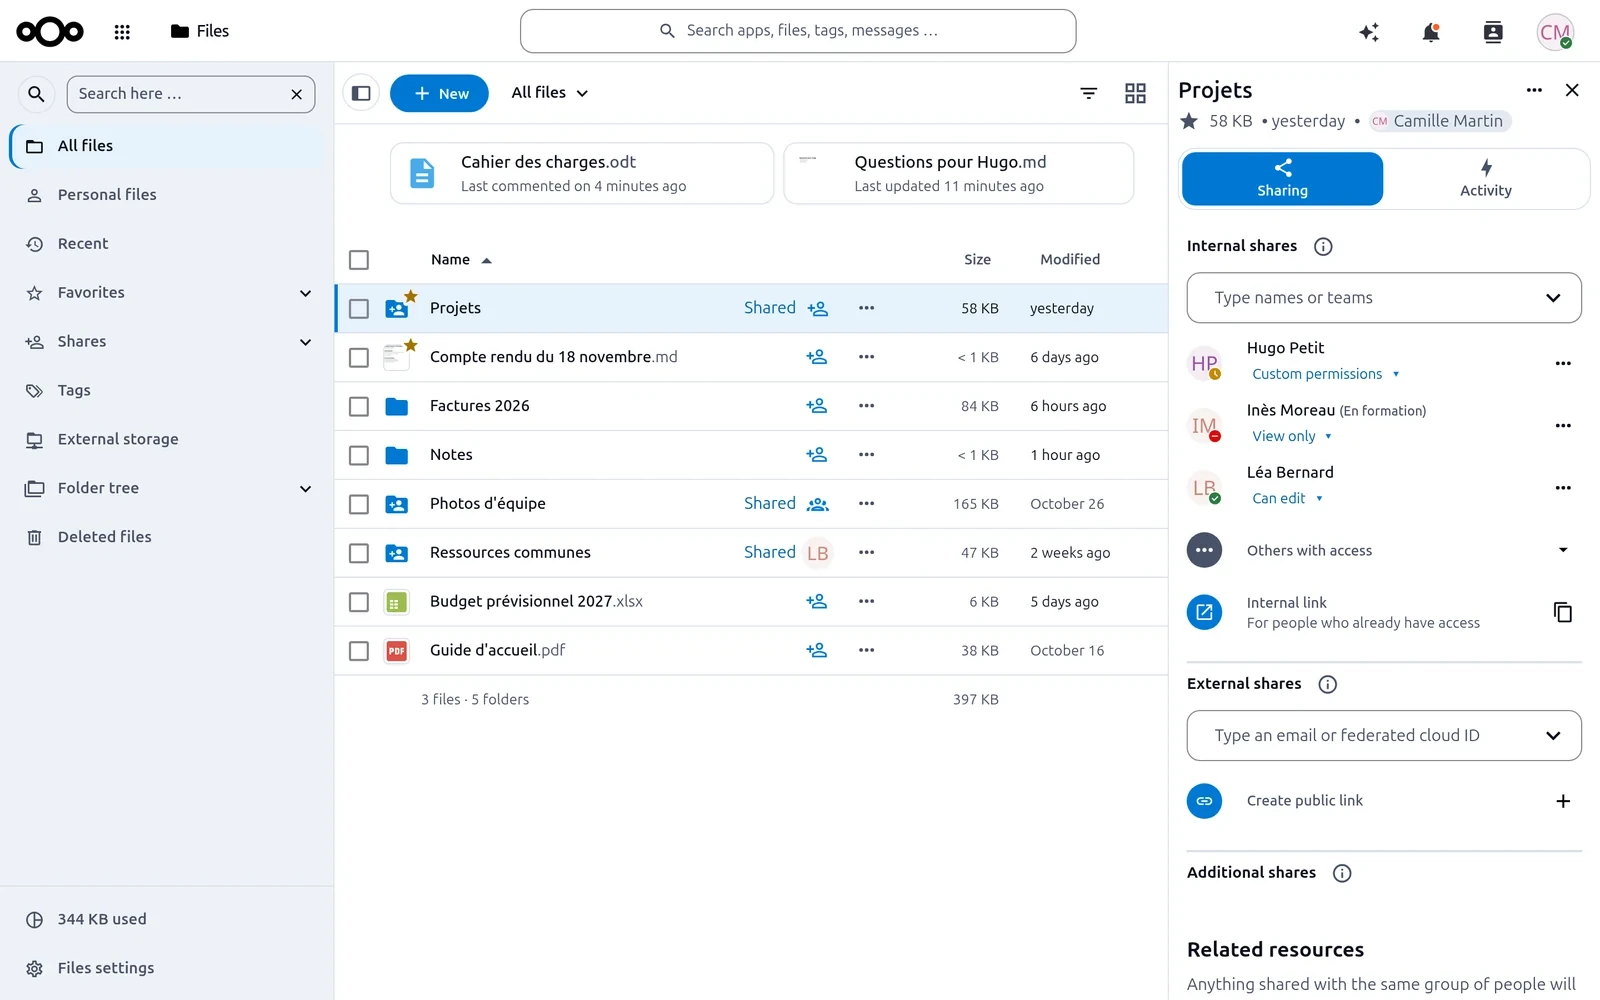 Files
Search apps, files, tags, messages …
CM
Search here …
All files
Personal files
Recent
Favorites
Shares
Tags
External storage
Folder tree
Deleted files
344 KB used
Files settings
New
All files
Cahier des charges.odt
Last commented on 4 minutes ago
Questions pour Hugo.md
Last updated 11 minutes ago
Name Size Modified
Projets Shared 58 KB yesterday
Compte rendu du 18 novembre.md < 1 KB 6 days ago
Factures 2026 84 KB 6 hours ago
Notes < 1 KB 1 hour ago
Photos d'équipe Shared 165 KB October 26
Ressources communes Shared LB 47 KB 2 weeks ago
Budget prévisionnel 2027.xlsx 6 KB 5 days ago
PDF Guide d'accueil.pdf 38 KB October 16
3 files · 5 folders 397 KB
Projets
58 KB • yesterday • CM Camille Martin
Sharing
Activity
Internal shares
Type names or teams
HP Hugo Petit
Custom permissions
IM Inès Moreau (En formation)
View only
LB Léa Bernard
Can edit
Others with access
Internal link
For people who already have access
External shares
Type an email or federated cloud ID
Create public link
Additional shares
Related resources
Anything shared with the same group of people will